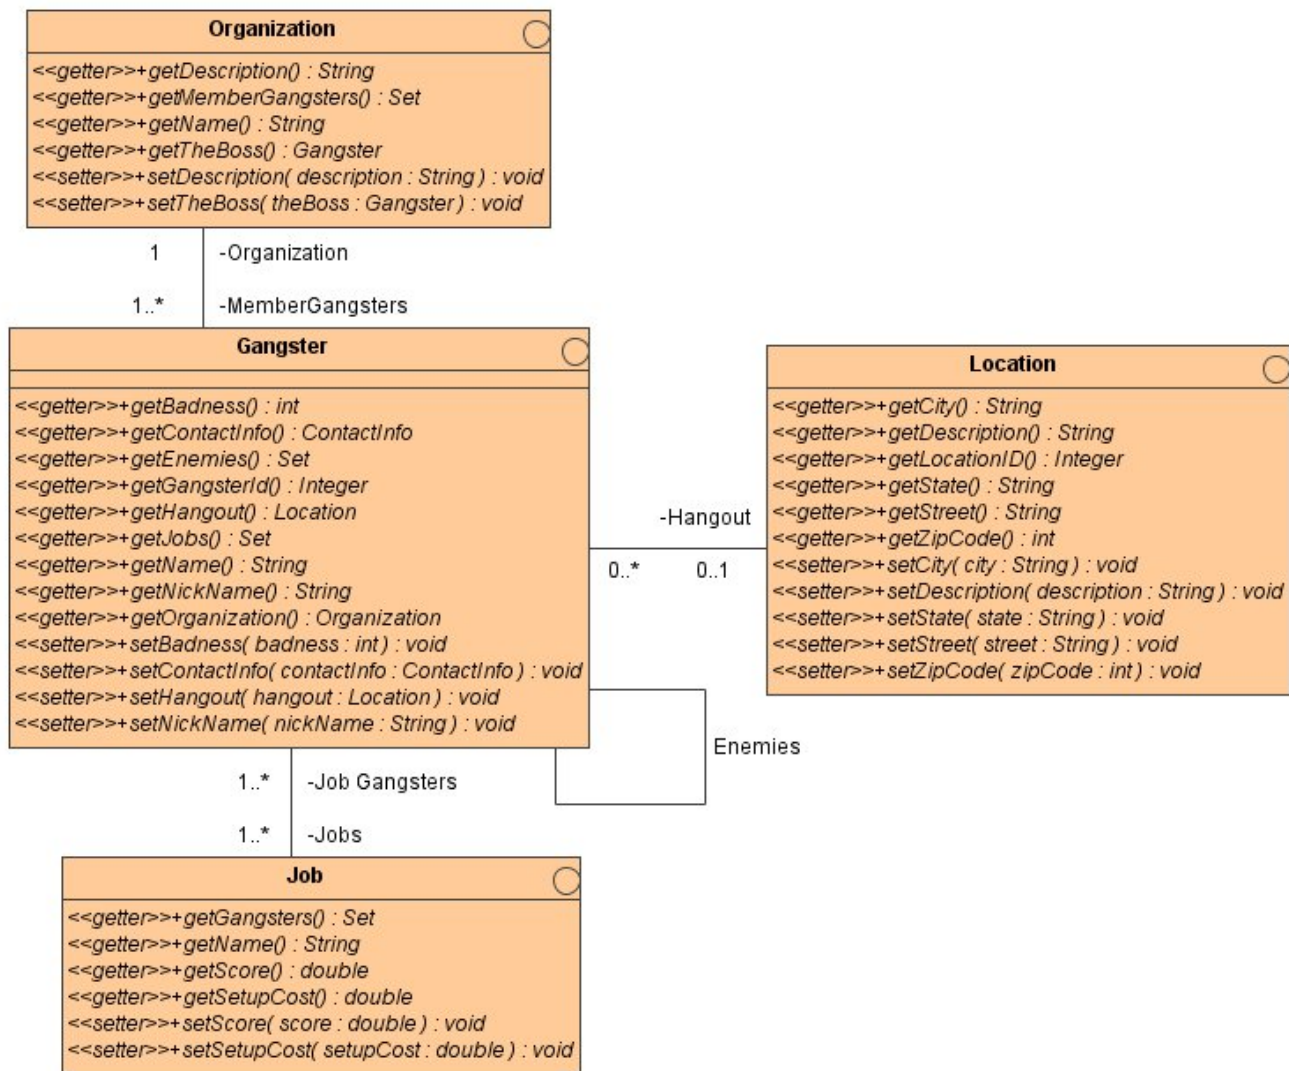 Organization
<<getter>>+getDescription() : String
<<getter>>+getMemberGangsters() : Set
<<getter>>+getName() : String
<<getter>>+getTheBoss() : Gangster
<<setter>>+setDescription( description : String ) : void
<<setter>>+setTheBoss( theBoss : Gangster ) : void
1 -Organization
1..* -MemberGangsters
Gangster
<<getter>>+getBadness() : int
<<getter>>+getContactInfo() : ContactInfo
<<getter>>+getEnemies() : Set
<<getter>>+getGangsterId() : Integer
<<getter>>+getHangout() : Location
<<getter>>+getJobs() : Set
<<getter>>+getName() : String
<<getter>>+getNickName() : String
<<getter>>+getOrganization() : Organization
<<setter>>+setBadness( badness : int ) : void
<<setter>>+setContactInfo( contactInfo : ContactInfo ) : void
<<setter>>+setHangout( hangout : Location ) : void
<<setter>>+setNickName( nickName : String ) : void
-Hangout
0..* 0..1
Location
<<getter>>+getCity() : String
<<getter>>+getDescription() : String
<<getter>>+getLocationID() : Integer
<<getter>>+getState() : String
<<getter>>+getStreet() : String
<<getter>>+getZipCode() : int
<<setter>>+setCity( city : String ) : void
<<setter>>+setDescription( description : String ) : void
<<setter>>+setState( state : String ) : void
<<setter>>+setStreet( street : String ) : void
<<setter>>+setZipCode( zipCode : int ) : void
Enemies
1..* -Job Gangsters
1..* -Jobs
Job
<<getter>>+getGangsters() : Set
<<getter>>+getName() : String
<<getter>>+getScore() : double
<<getter>>+getSetupCost() : double
<<setter>>+setScore( score : double ) : void
<<setter>>+setSetupCost( setupCost : double ) : void